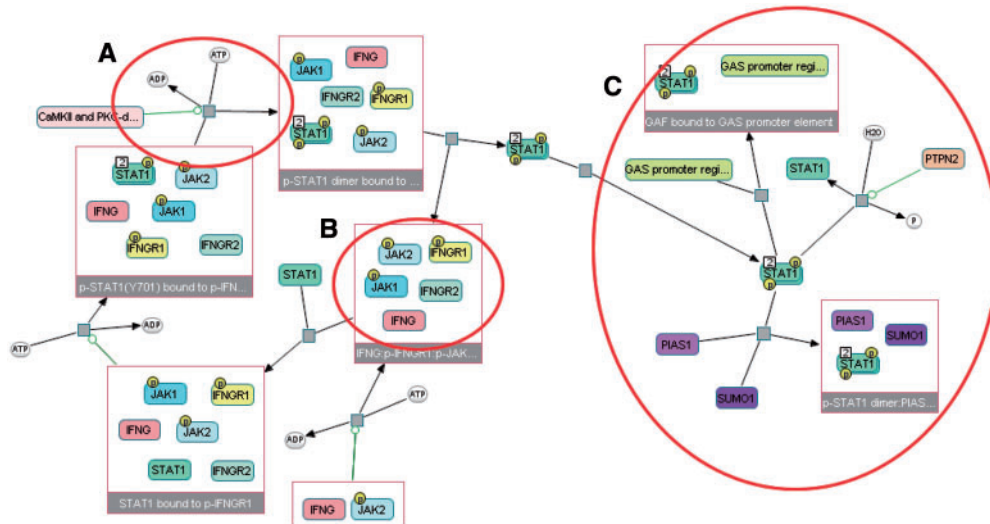 A
ATP
ADP
CaMKII and PKC-d...
P
JAK1
IFNG
IFNGR2
P
IFNGR1
2
P
STAT1
P
P
JAK2
p-STAT1 dimer bound to ...
2
P
STAT1
P
JAK2
IFNG
P
JAK1
P
IFNGR1
IFNGR2
p-STAT1(Y701) bound to p-IFN...
2
P
STAT1
P
ATP
ADP
P
JAK1
P
IFNGR1
IFNG
P
JAK2
STAT1
IFNGR2
STAT1 bound to p-IFNGR1
STAT1
B
P
JAK2
P
IFNGR1
P
JAK1
IFNGR2
IFNG
IFNG:p-IFNGR1:p-JAK...
ATP
ADP
IFNG
P
JAK2
C
2
P
STAT1
P
GAS promoter regi...
GAF bound to GAS promoter element
GAS promoter regi...
H2O
STAT1
PTPN2
P
2
P
STAT1
P
PIAS1
SUMO1
PIAS1
SUMO1
2
P
STAT1
P
p-STAT1 dimer:PIAS...